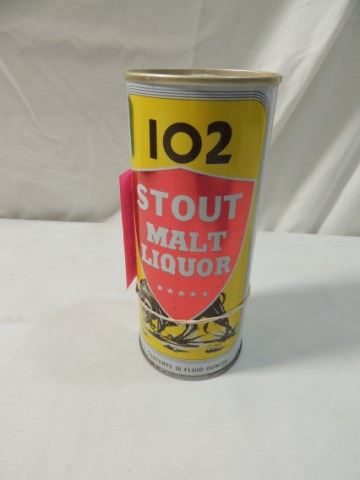 102
STOUT
MALT
LIQUOR
CONTENTS 16 FLUID OUNCES